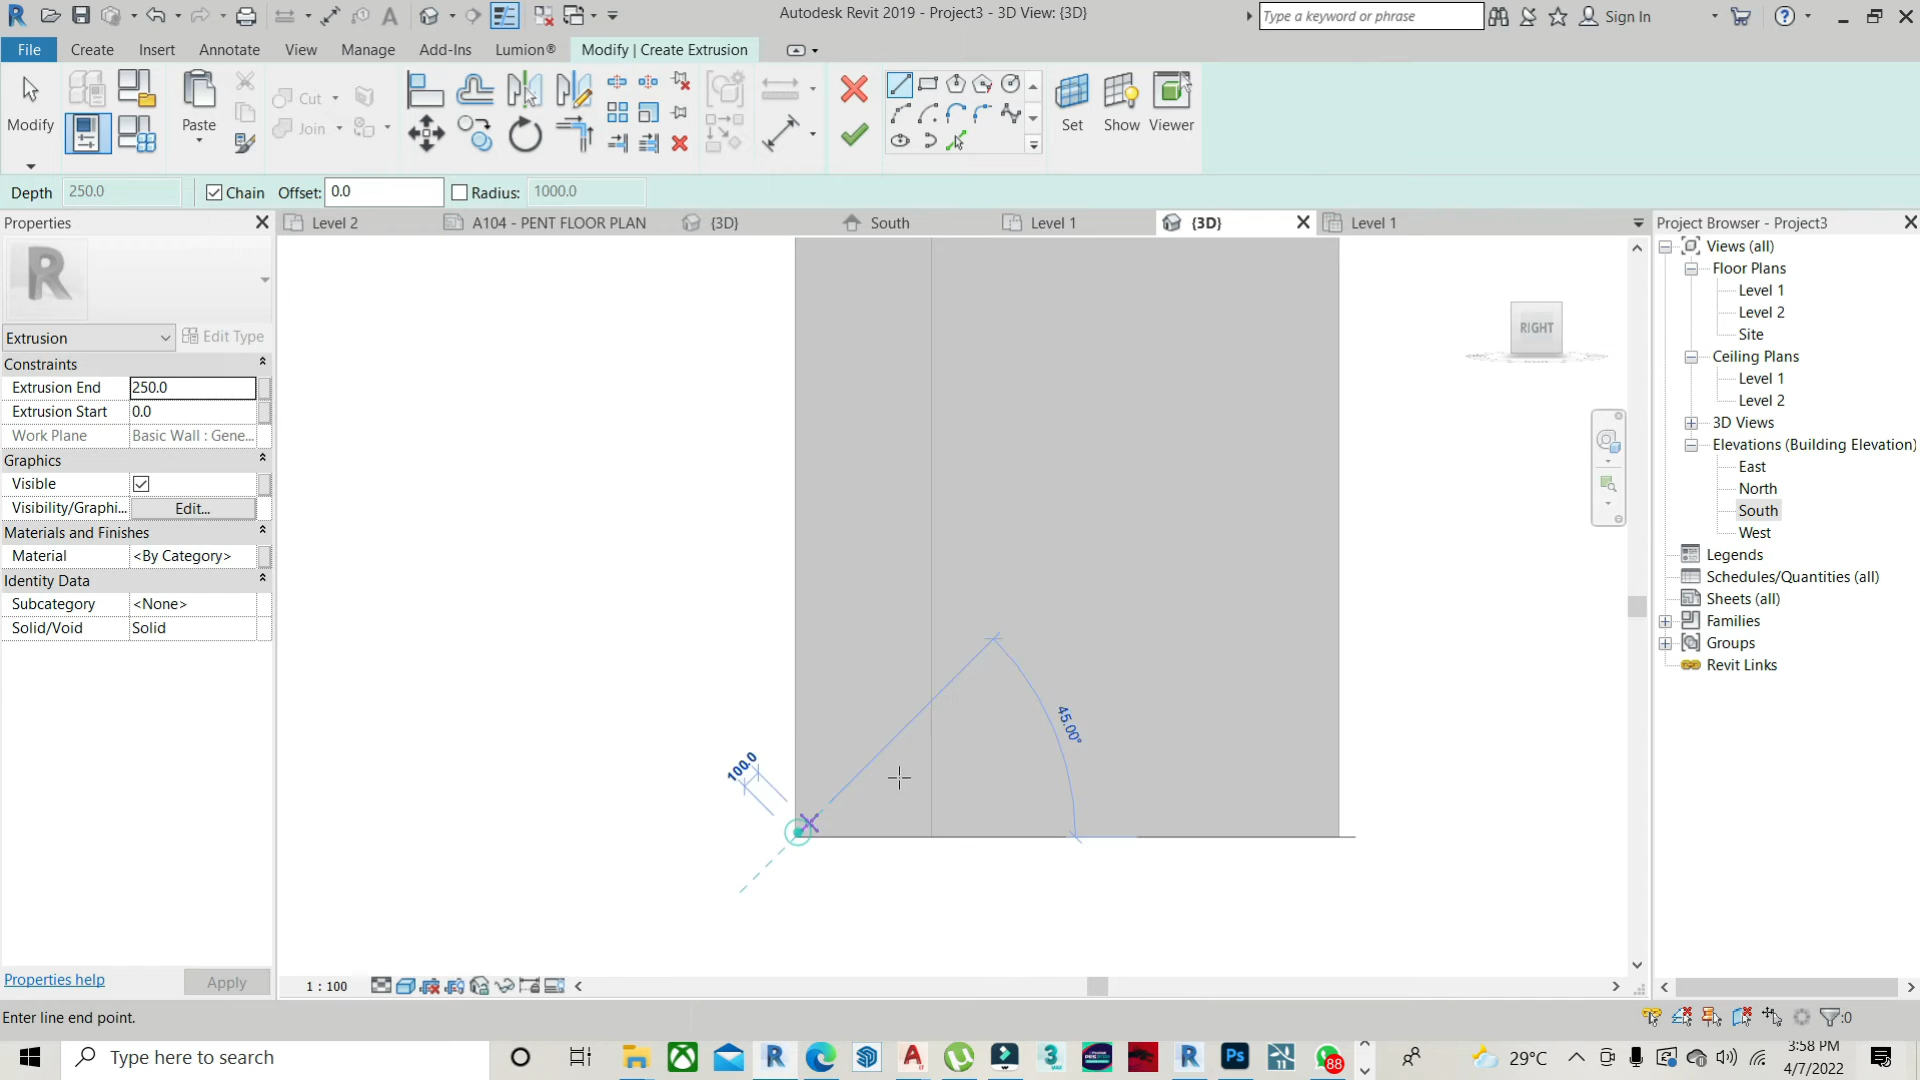 Autodesk Revit 2019 - Project3 - 3D View: {3D}
Type a keyword or phrase
Sign In
File
Create
Insert
Annotate
View
Manage
Add-Ins
Lumion®
Modify | Create Extrusion
Modify
Paste
Cut
Join
Set
Show
Viewer
Depth
250.0
Chain
Offset:
0.0
Radius:
1000.0
Properties
Level 2
A104 - PENT FLOOR PLAN
{3D}
South
Level 1
{3D}
Level 1
Project Browser - Project3
Extrusion
Edit Type
Constraints
Extrusion End 250.0
Extrusion Start 0.0
Work Plane Basic Wall : Gene...
Graphics
Visible
Visibility/Graphi... Edit...
Materials and Finishes
Material <By Category>
Identity Data
Subcategory <None>
Solid/Void Solid
Properties help
Apply
RIGHT
100.0
45.00°
Views (all)
Floor Plans
Level 1
Level 2
Site
Ceiling Plans
Level 1
Level 2
3D Views
Elevations (Building Elevation)
East
North
South
West
Legends
Schedules/Quantities (all)
Sheets (all)
Families
Groups
Revit Links
1 : 100
Enter line end point.
:0
Type here to search
88
29°C
3:58 PM
4/7/2022